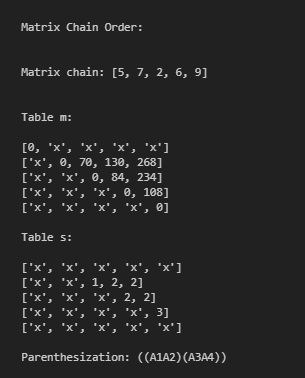 Matrix Chain Order:
Matrix chain: [5, 7, 2, 6, 9]
Table m:
[0, 'x', 'x', 'x', 'x']
['x', 0, 70, 130, 268]
['x', 'x', 0, 84, 234]
['x', 'x', 'x', 0, 108]
['x', 'x', 'x', 'x', 0]
Table s:
['x', 'x', 'x', 'x', 'x']
['x', 'x', 1, 2, 2]
['x', 'x', 'x', 2, 2]
['x', 'x', 'x', 'x', 3]
['x', 'x', 'x', 'x', 'x']
Parenthesization: ((A1A2)(A3A4))